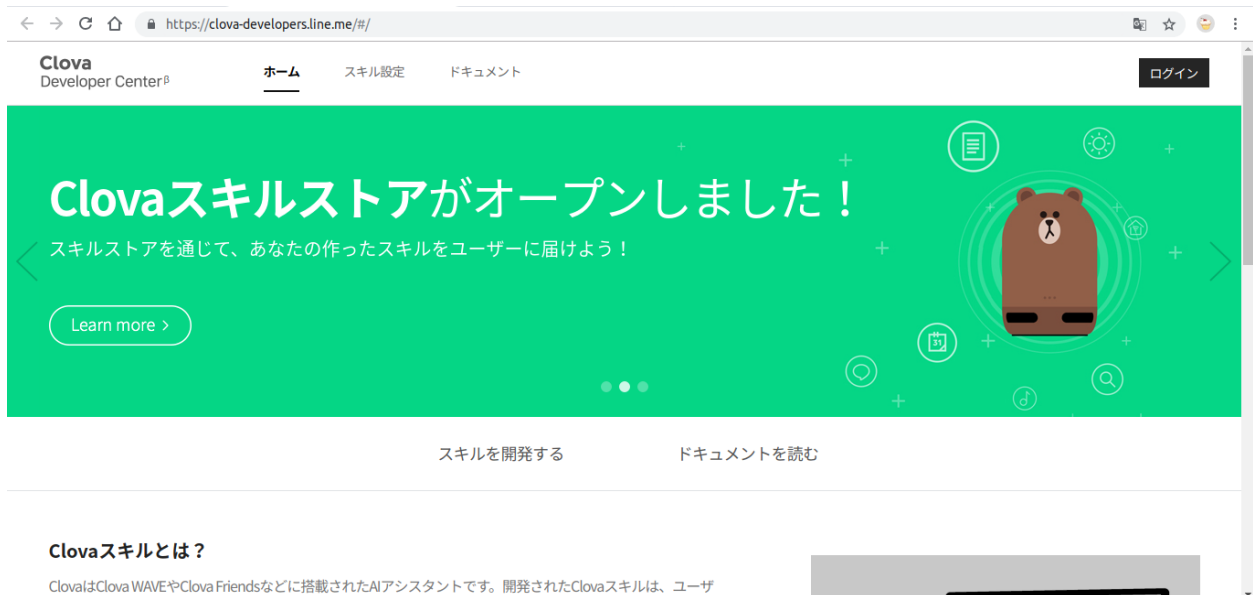 https://clova-developers.line.me/#/
Clova
Developer Center β
ホーム
スキル設定
ドキュメント
ログイン
Clovaスキルストアがオープンしました！
スキルストアを通じて、あなたの作ったスキルをユーザーに届けよう！
Learn more >
31
スキルを開発する
ドキュメントを読む
Clovaスキルとは？
ClovaはClova WAVEやClova Friendsなどに搭載されたAIアシスタントです。開発されたClovaスキルは、ユーザ